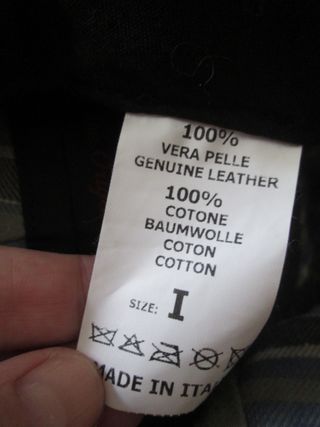 100%
VERA PELLE
GENUINE LEATHER
100%
COTONE
BAUMWOLLE
COTON
COTTON
SIZE: I
MADE IN ITA